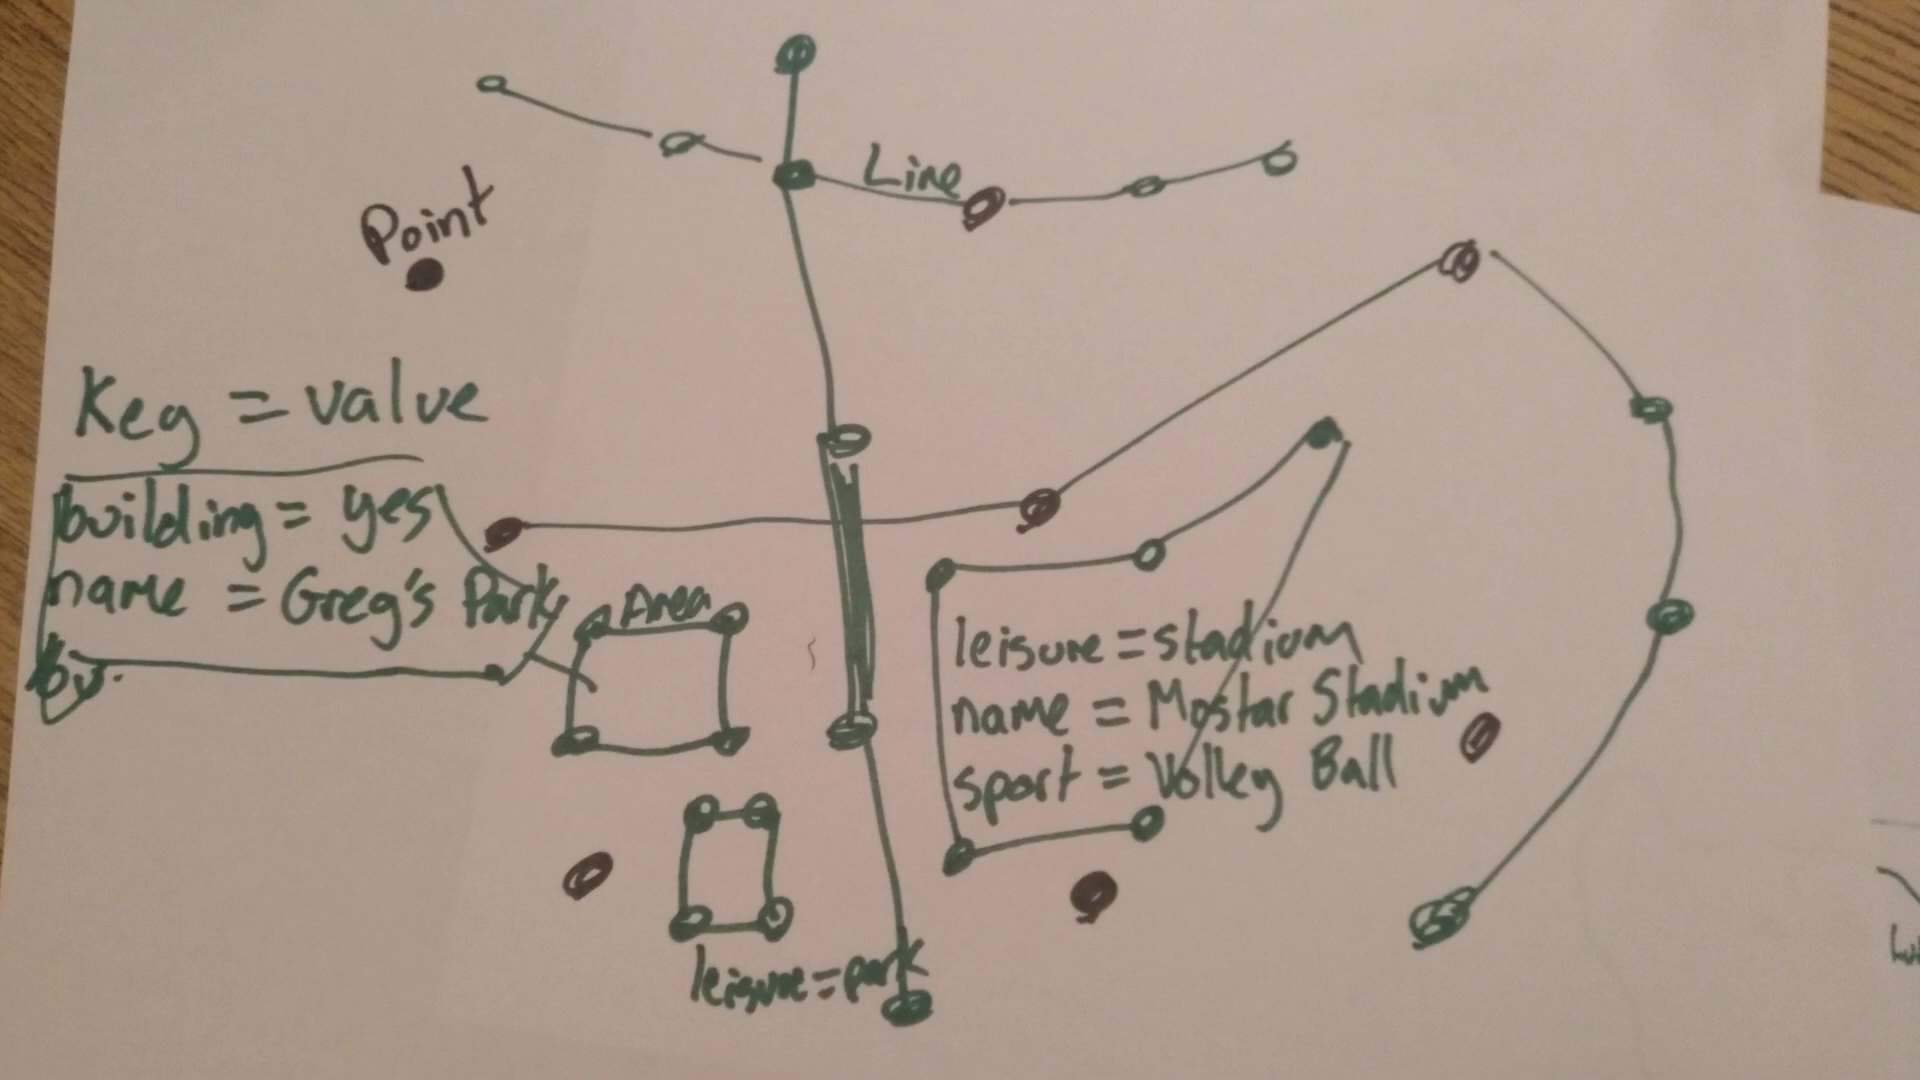 Line
Point
Key = value
building = yes
name = Greg's Park
bu.
Area
leisure = stadium
name = Mostar Stadium
sport = Volley Ball
leisure = park